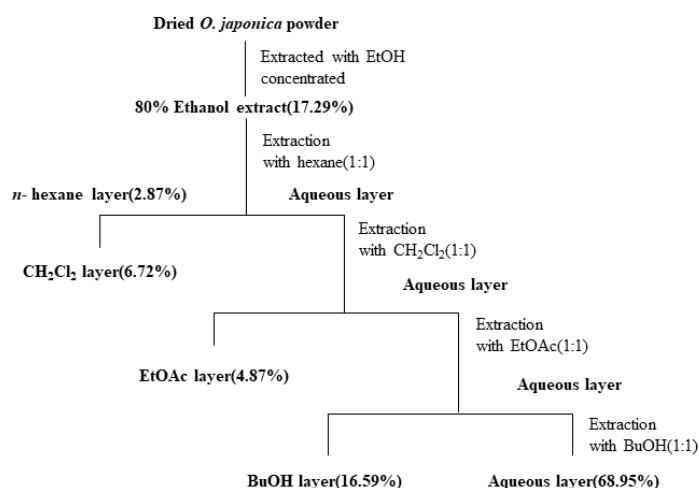 Dried O. japonica powder
Extracted with EtOH
concentrated
80% Ethanol extract(17.29%)
Extraction
with hexane(1:1)
n- hexane layer(2.87%)
Aqueous layer
Extraction
with CH₂Cl₂(1:1)
CH₂Cl₂ layer(6.72%)
Aqueous layer
Extraction
with EtOAc(1:1)
EtOAc layer(4.87%)
Aqueous layer
Extraction
with BuOH(1:1)
BuOH layer(16.59%)
Aqueous layer(68.95%)